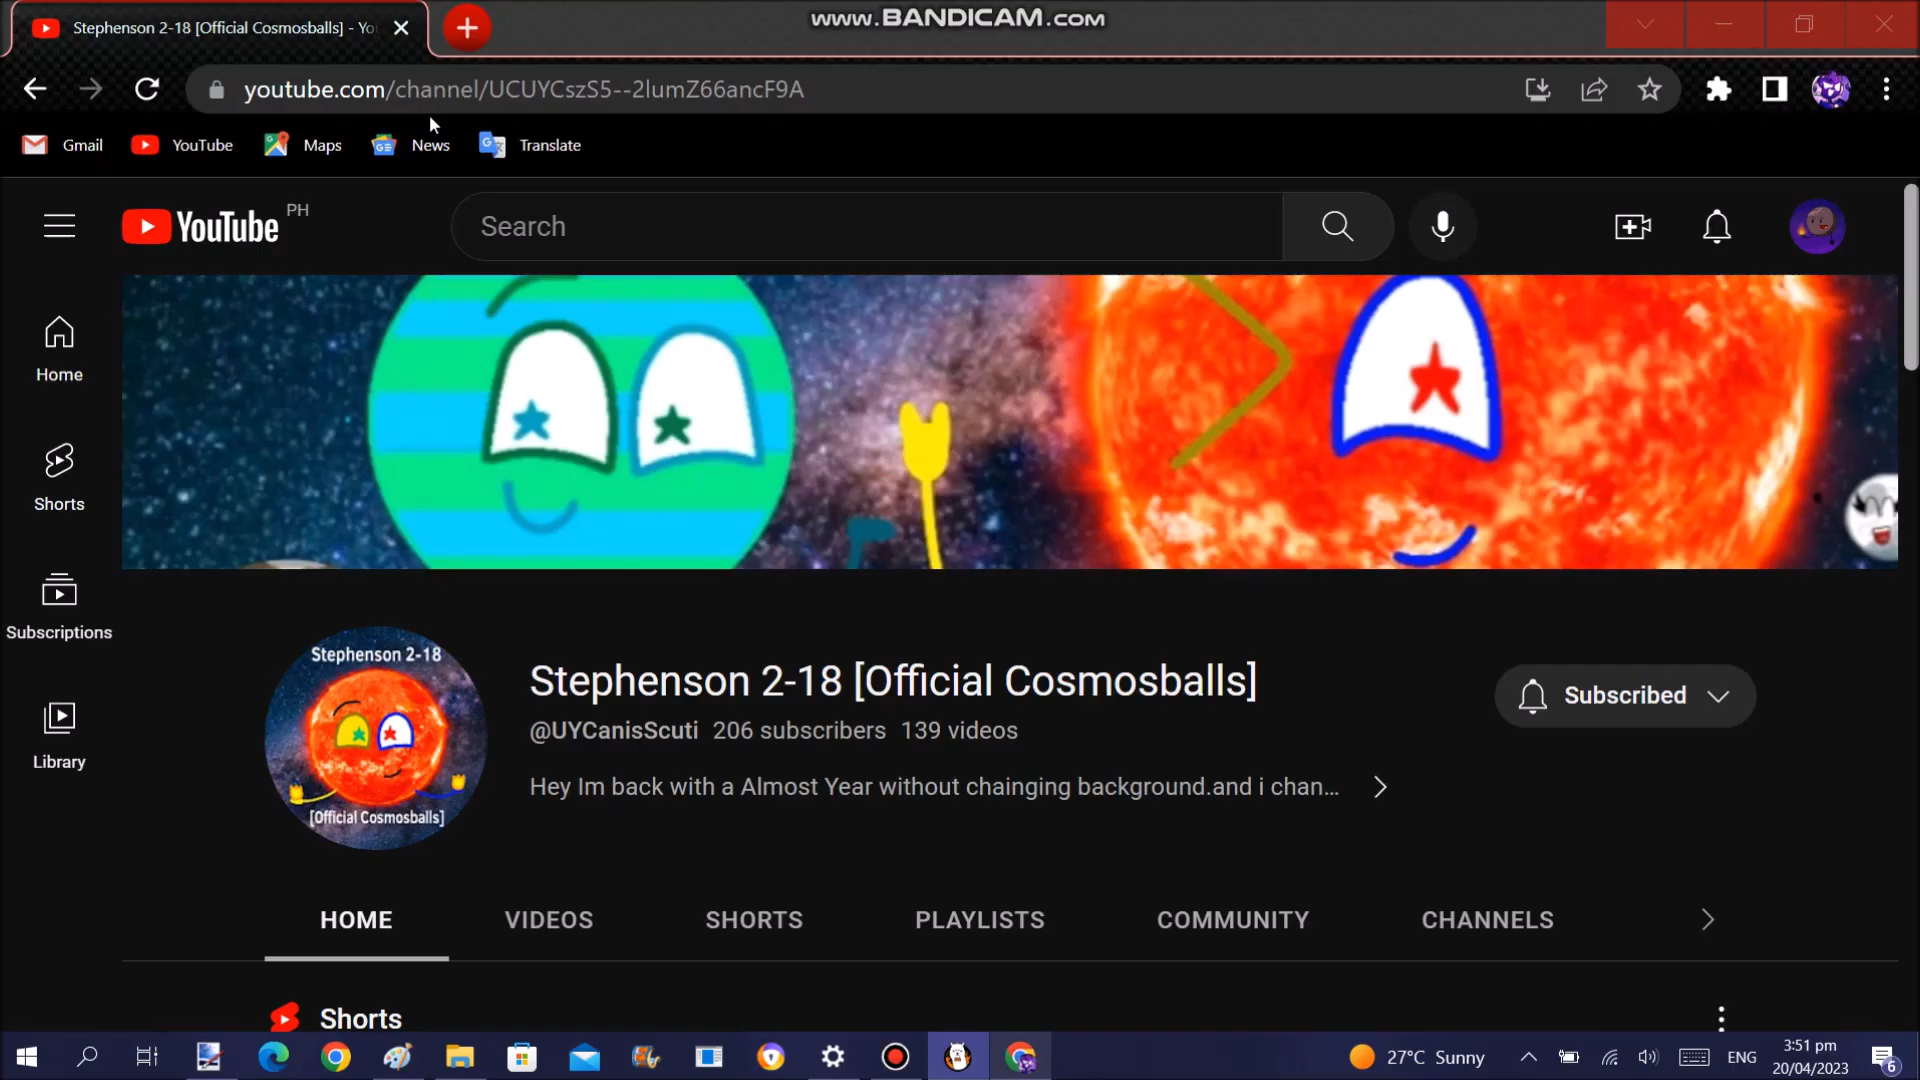 Stephenson 2-18 [Official Cosmosballs] - Yo
www.BANDICAM.com
youtube.com/channel/UCUYCszS5--2lumZ66ancF9A
Gmail
YouTube
Maps
News
Translate
YouTube PH
Search
Home
Shorts
Subscriptions
Library
Stephenson 2-18
[Official Cosmosballs]
Stephenson 2-18 [Official Cosmosballs]
@UYCanisScuti 206 subscribers 139 videos
Hey Im back with a Almost Year without chainging background.and i chan...
Subscribed
HOME
VIDEOS
SHORTS
PLAYLISTS
COMMUNITY
CHANNELS
Shorts
27°C Sunny
ENG
3:51 pm
20/04/2023
6